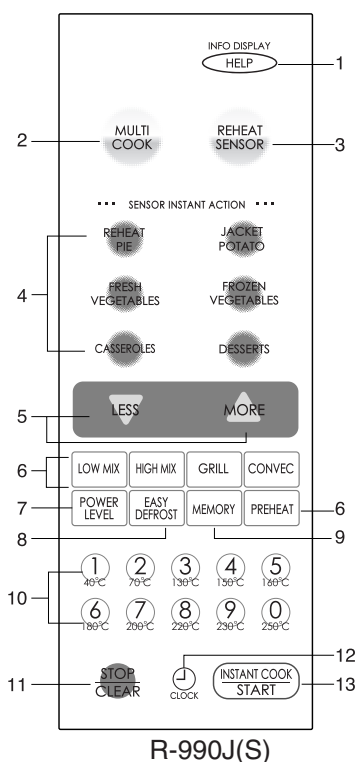 INFO DISPLAY
HELP
1
2
MULTI
COOK
REHEAT
SENSOR
3
SENSOR INSTANT ACTION
4
REHEAT
PIE
JACKET
POTATO
FRESH
VEGETABLES
FROZEN
VEGETABLES
CASSEROLES
DESSERTS
5
LESS
MORE
6
LOW MIX
HIGH MIX
GRILL
CONVEC
7
POWER
LEVEL
EASY
DEFROST
MEMORY
PREHEAT
6
8
9
10
1 2 3 4 5
40°C 70°C 130°C 150°C 160°C
6 7 8 9 0
180°C 200°C 220°C 230°C 250°C
11
STOP
CLEAR
CLOCK
12
INSTANT COOK
START
13
R-990J(S)